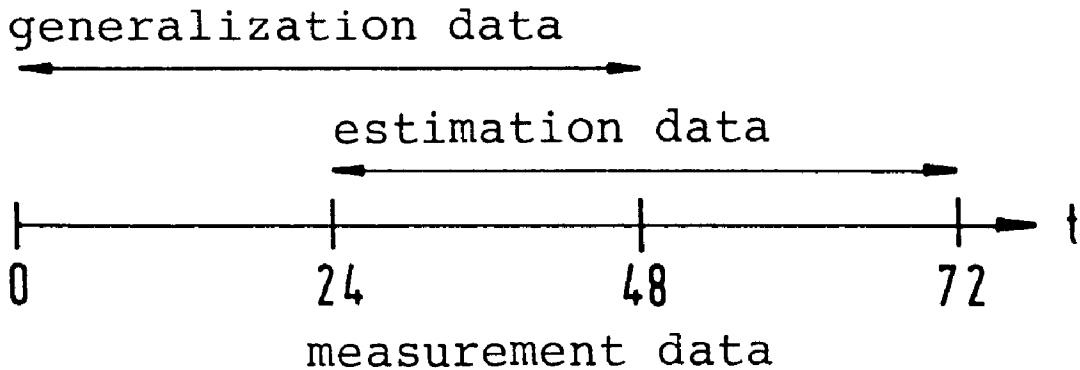 generalization data
estimation data
t
0 24 48 72
measurement data